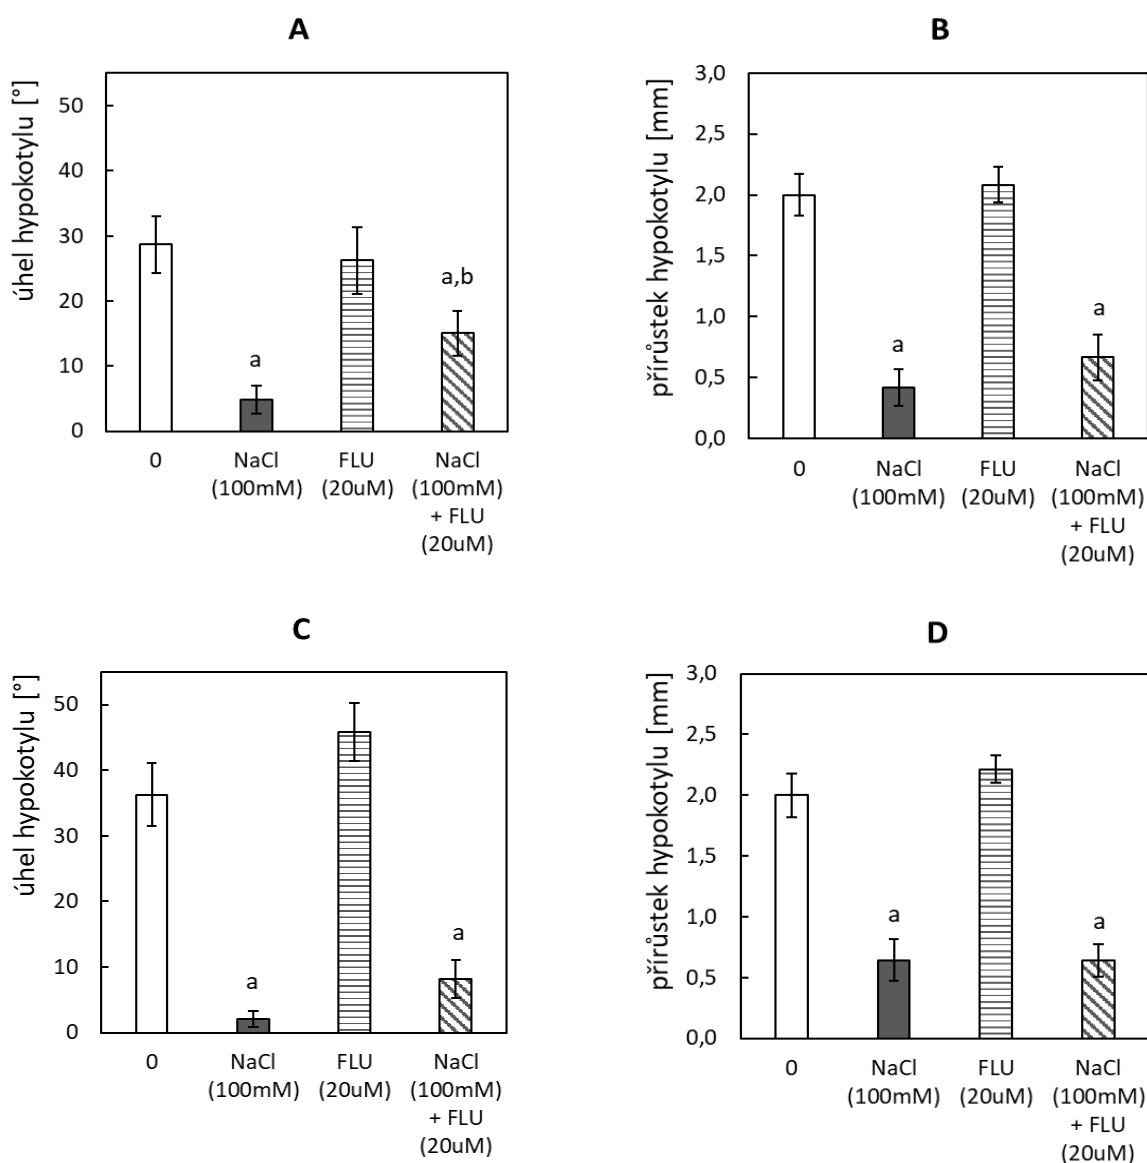 A
úhel hypokotylu [°]
50
40
30
20
10
0
a
a,b
0
NaCl
(100mM)
FLU
(20uM)
NaCl
(100mM)
+ FLU
(20uM)
B
přírůstek hypokotylu [mm]
3,0
2,5
2,0
1,5
1,0
0,5
0,0
a
a
0
NaCl
(100mM)
FLU
(20uM)
NaCl
(100mM)
+ FLU
(20uM)
C
úhel hypokotylu [°]
50
40
30
20
10
0
a
a
0
NaCl
(100mM)
FLU
(20uM)
NaCl
(100mM)
+ FLU
(20uM)
D
přírůstek hypokotylu [mm]
3,0
2,5
2,0
1,5
1,0
0,5
0,0
a
a
0
NaCl
(100mM)
FLU
(20uM)
NaCl
(100mM)
+ FLU
(20uM)